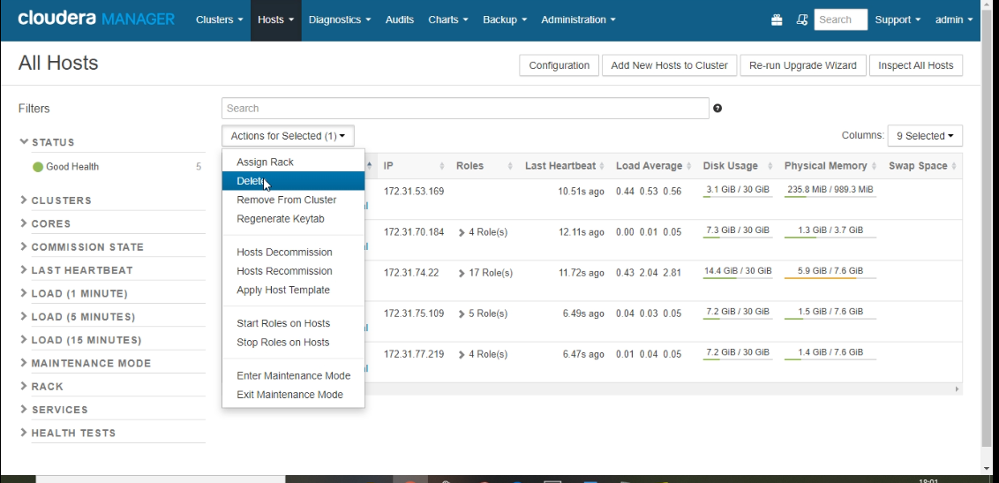 cloudera MANAGER Clusters Hosts Diagnostics Audits Charts Backup Administration Search Support admin
All Hosts
Configuration Add New Hosts to Cluster Re-run Upgrade Wizard Inspect All Hosts
Filters
Search
Actions for Selected (1)
Columns: 9 Selected
STATUS
Good Health 5
CLUSTERS
CORES
COMMISSION STATE
LAST HEARTBEAT
LOAD (1 MINUTE)
LOAD (5 MINUTES)
LOAD (15 MINUTES)
MAINTENANCE MODE
RACK
SERVICES
HEALTH TESTS
Assign Rack
Delete
Remove From Cluster
Regenerate Keytab
Hosts Decommission
Hosts Recommission
Apply Host Template
Start Roles on Hosts
Stop Roles on Hosts
Enter Maintenance Mode
Exit Maintenance Mode
IP Roles Last Heartbeat Load Average Disk Usage Physical Memory Swap Space
172.31.53.169 10.51s ago 0.44 0.53 0.56 3.1 GiB / 30 GiB 235.8 MiB / 989.3 MiB
172.31.70.184 4 Role(s) 12.11s ago 0.00 0.01 0.05 7.3 GiB / 30 GiB 1.3 GiB / 3.7 GiB
172.31.74.22 17 Role(s) 11.72s ago 0.43 2.04 2.81 14.4 GiB / 30 GiB 5.9 GiB / 7.6 GiB
172.31.75.109 5 Role(s) 6.49s ago 0.04 0.03 0.05 7.2 GiB / 30 GiB 1.5 GiB / 7.6 GiB
172.31.77.219 4 Role(s) 6.47s ago 0.01 0.04 0.05 7.2 GiB / 30 GiB 1.4 GiB / 7.6 GiB